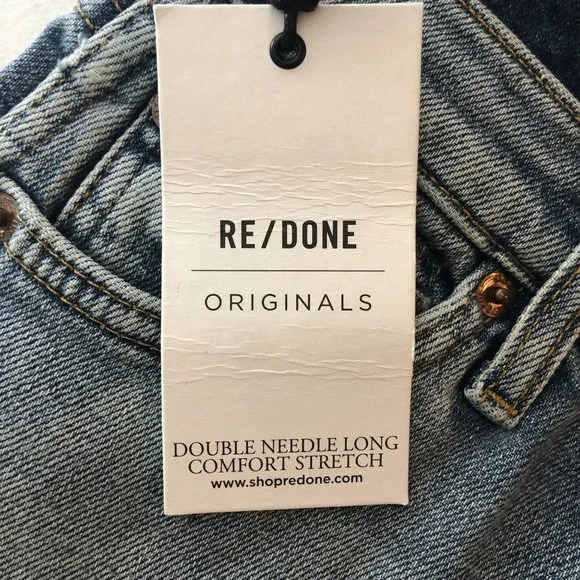 RE/DONE
ORIGINALS
DOUBLE NEEDLE LONG
COMFORT STRETCH
www.shopredone.com